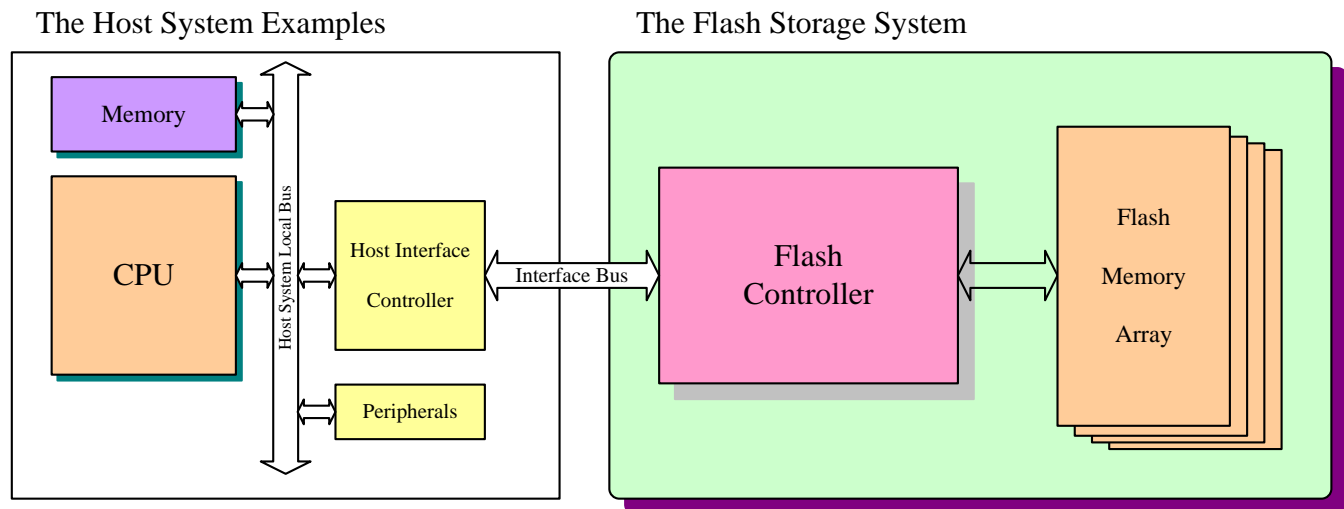 The Host System Examples
The Flash Storage System
Memory
CPU
Host System Local Bus
Host Interface
Controller
Peripherals
Interface Bus
Flash
Controller
Flash
Memory
Array